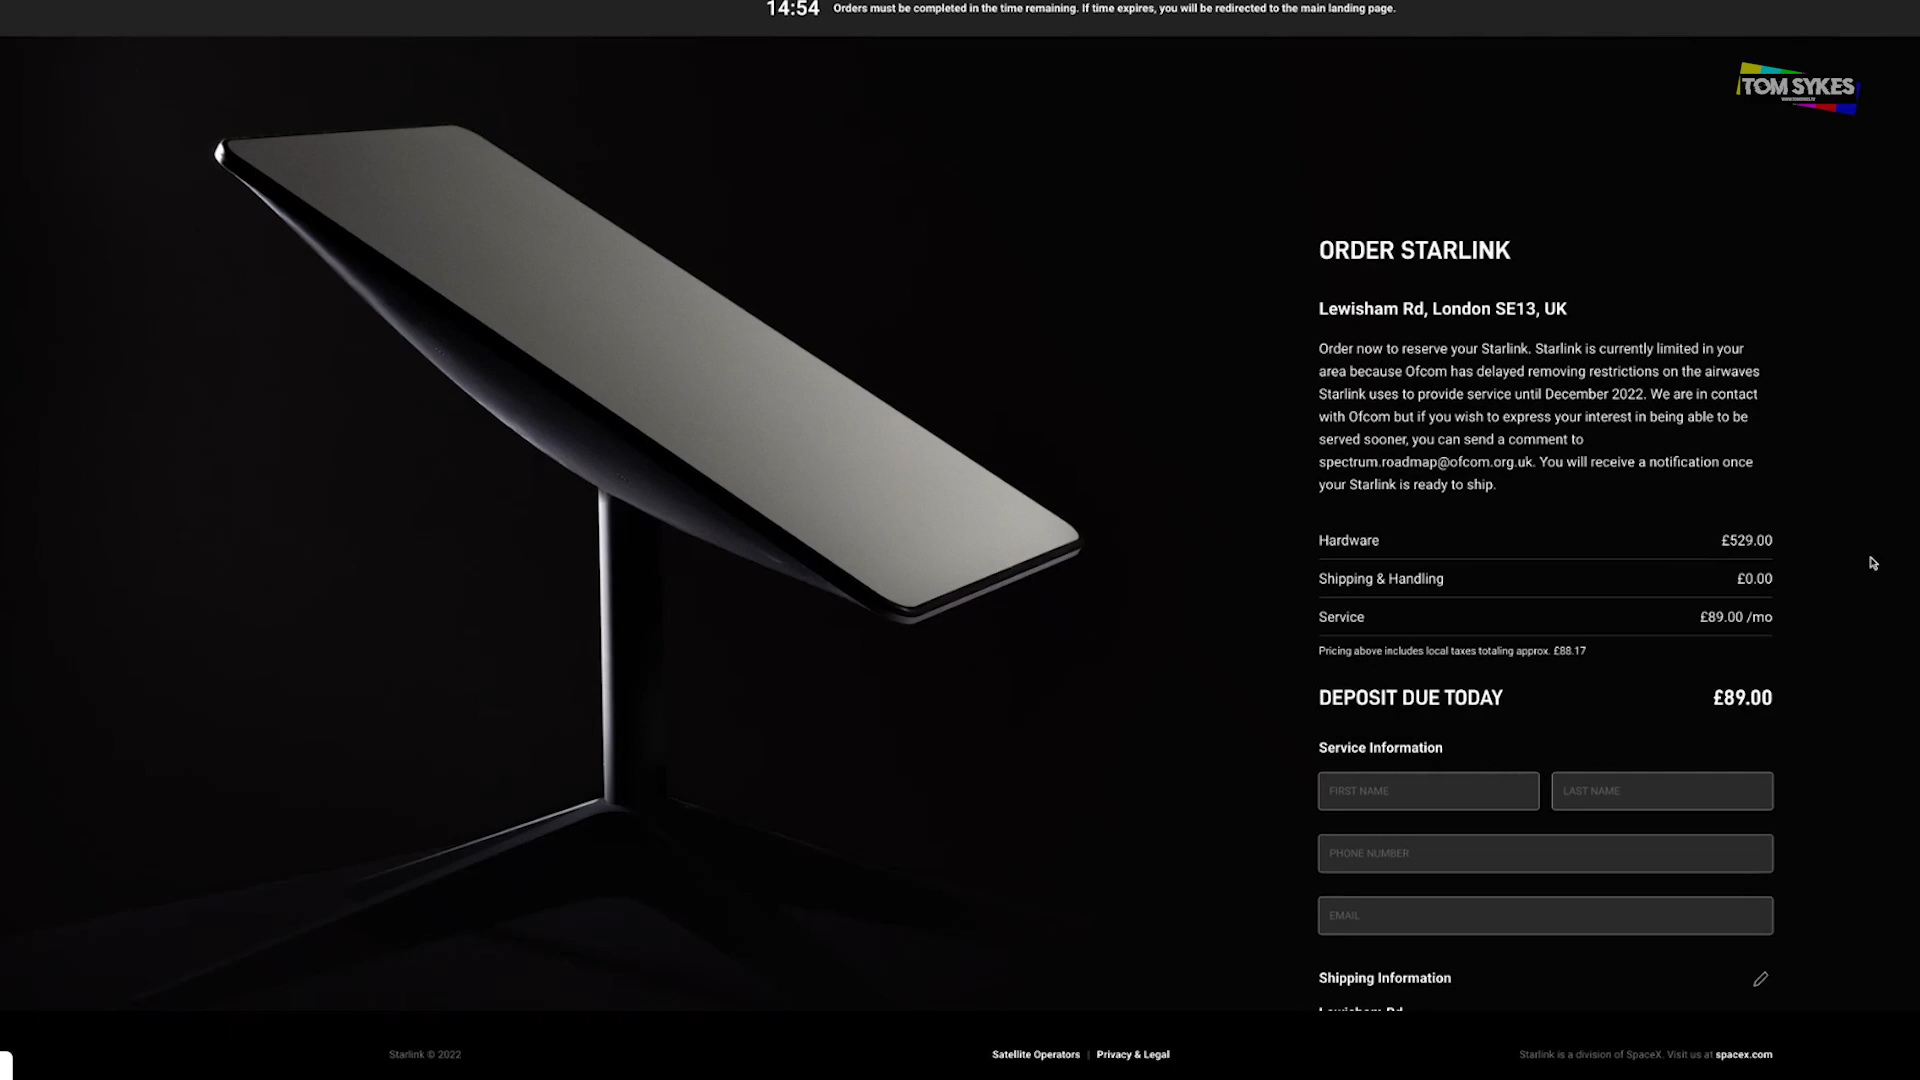 14:54 Orders must be completed in the time remaining. If time expires, you will be redirected to the main landing page.
TOM SYKES
ORDER STARLINK
Lewisham Rd, London SE13, UK
Order now to reserve your Starlink. Starlink is currently limited in your
area because Ofcom has delayed removing restrictions on the airwaves
Starlink uses to provide service until December 2022. We are in contact
with Ofcom but if you wish to express your interest in being able to be
served sooner, you can send a comment to
spectrum.roadmap@ofcom.org.uk. You will receive a notification once
your Starlink is ready to ship.
Hardware £529.00
Shipping & Handling £0.00
Service £89.00 /mo
Pricing above includes local taxes totaling approx. £88.17
DEPOSIT DUE TODAY £89.00
Service Information
FIRST NAME LAST NAME
PHONE NUMBER
EMAIL
Shipping Information
Lewisham Rd
Starlink © 2022 Satellite Operators | Privacy & Legal Starlink is a division of SpaceX. Visit us at spacex.com